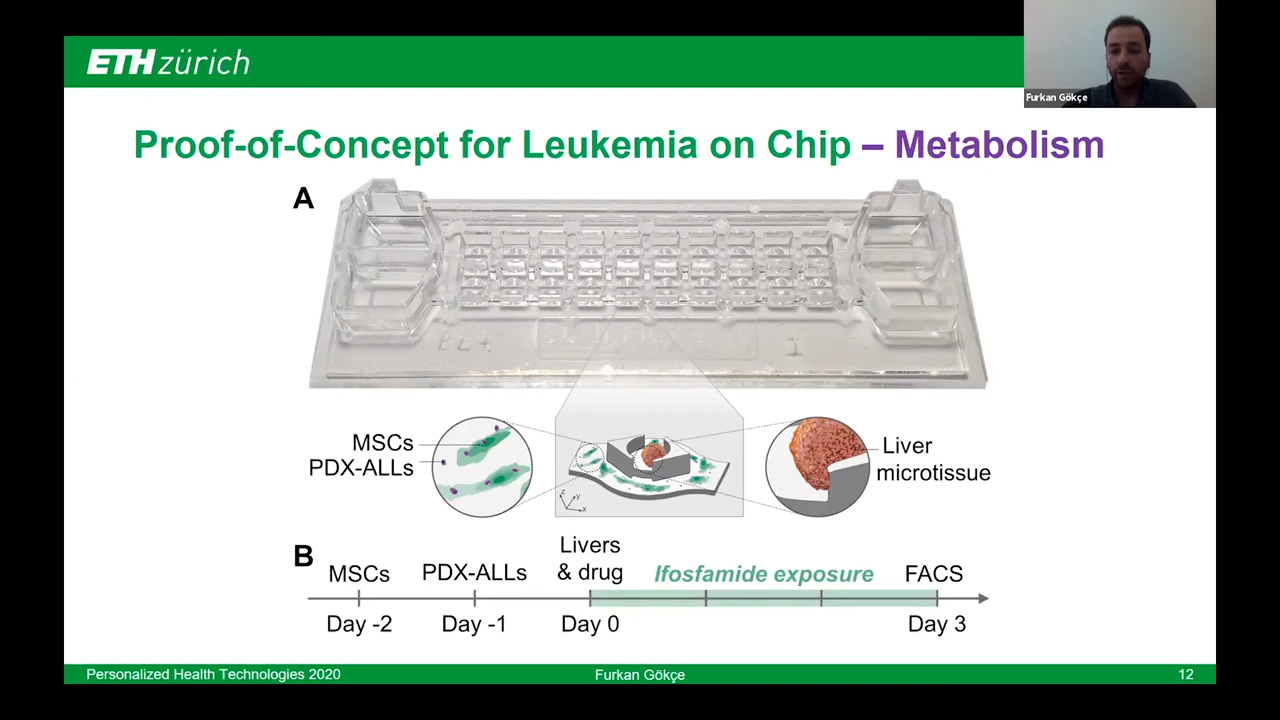 ETH zürich
Furkan Gökçe
Proof-of-Concept for Leukemia on Chip – Metabolism
A
MSCs
PDX-ALLs
Liver
microtissue
z
y
x
B
MSCs
PDX-ALLs
Livers
& drug
Ifosfamide exposure
FACS
Day -2
Day -1
Day 0
Day 3
Personalized Health Technologies 2020
Furkan Gökçe
12